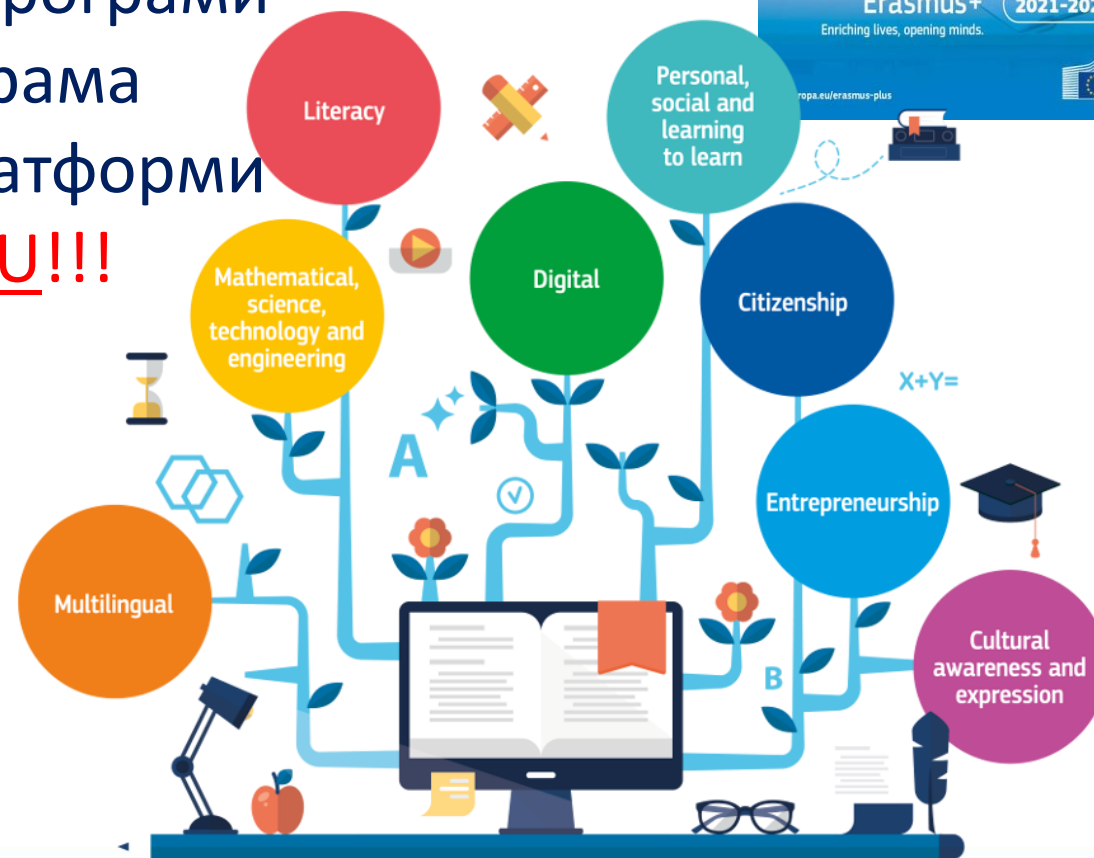 рограми
рама
атформи
U!!!
Erasmus+
2021-202
Enriching lives, opening minds.
ropa.eu/erasmus-plus
Literacy
Personal,
social and
learning
to learn
Mathematical,
science,
technology and
engineering
Digital
Citizenship
X+Y=
A
Entrepreneurship
Multilingual
B
Cultural
awareness and
expression